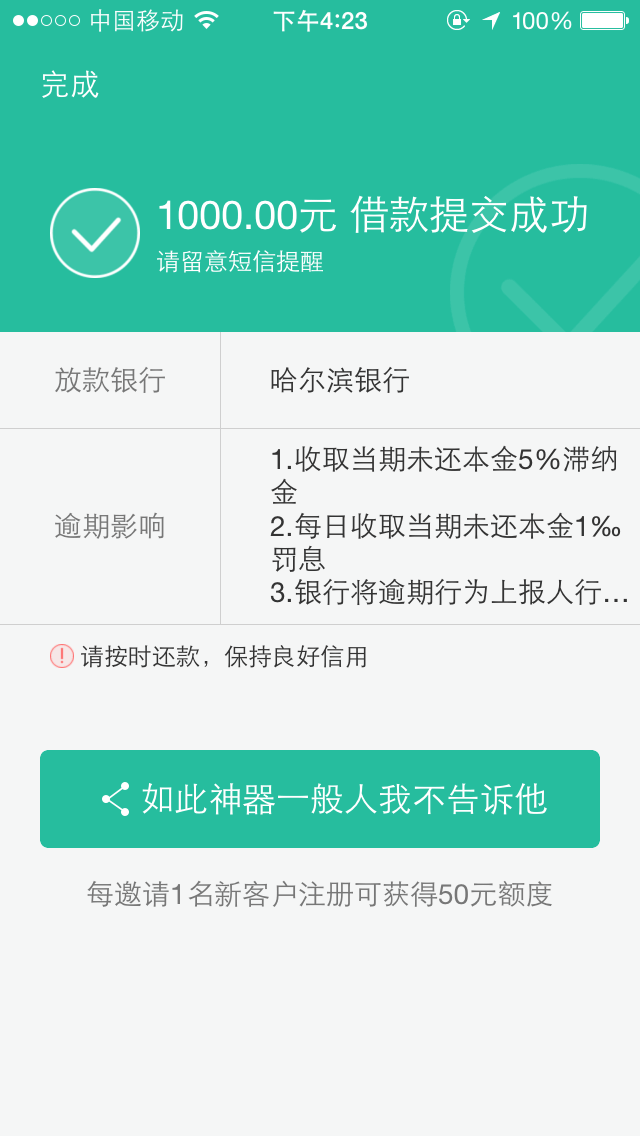 中国移动 下午4:23 100%
完成
1000.00元 借款提交成功
请留意短信提醒
放款银行 哈尔滨银行
逾期影响
1.收取当期未还本金5%滞纳
金
2.每日收取当期未还本金1‰
罚息
3.银行将逾期行为上报人行…
请按时还款，保持良好信用
如此神器一般人我不告诉他
每邀请1名新客户注册可获得50元额度